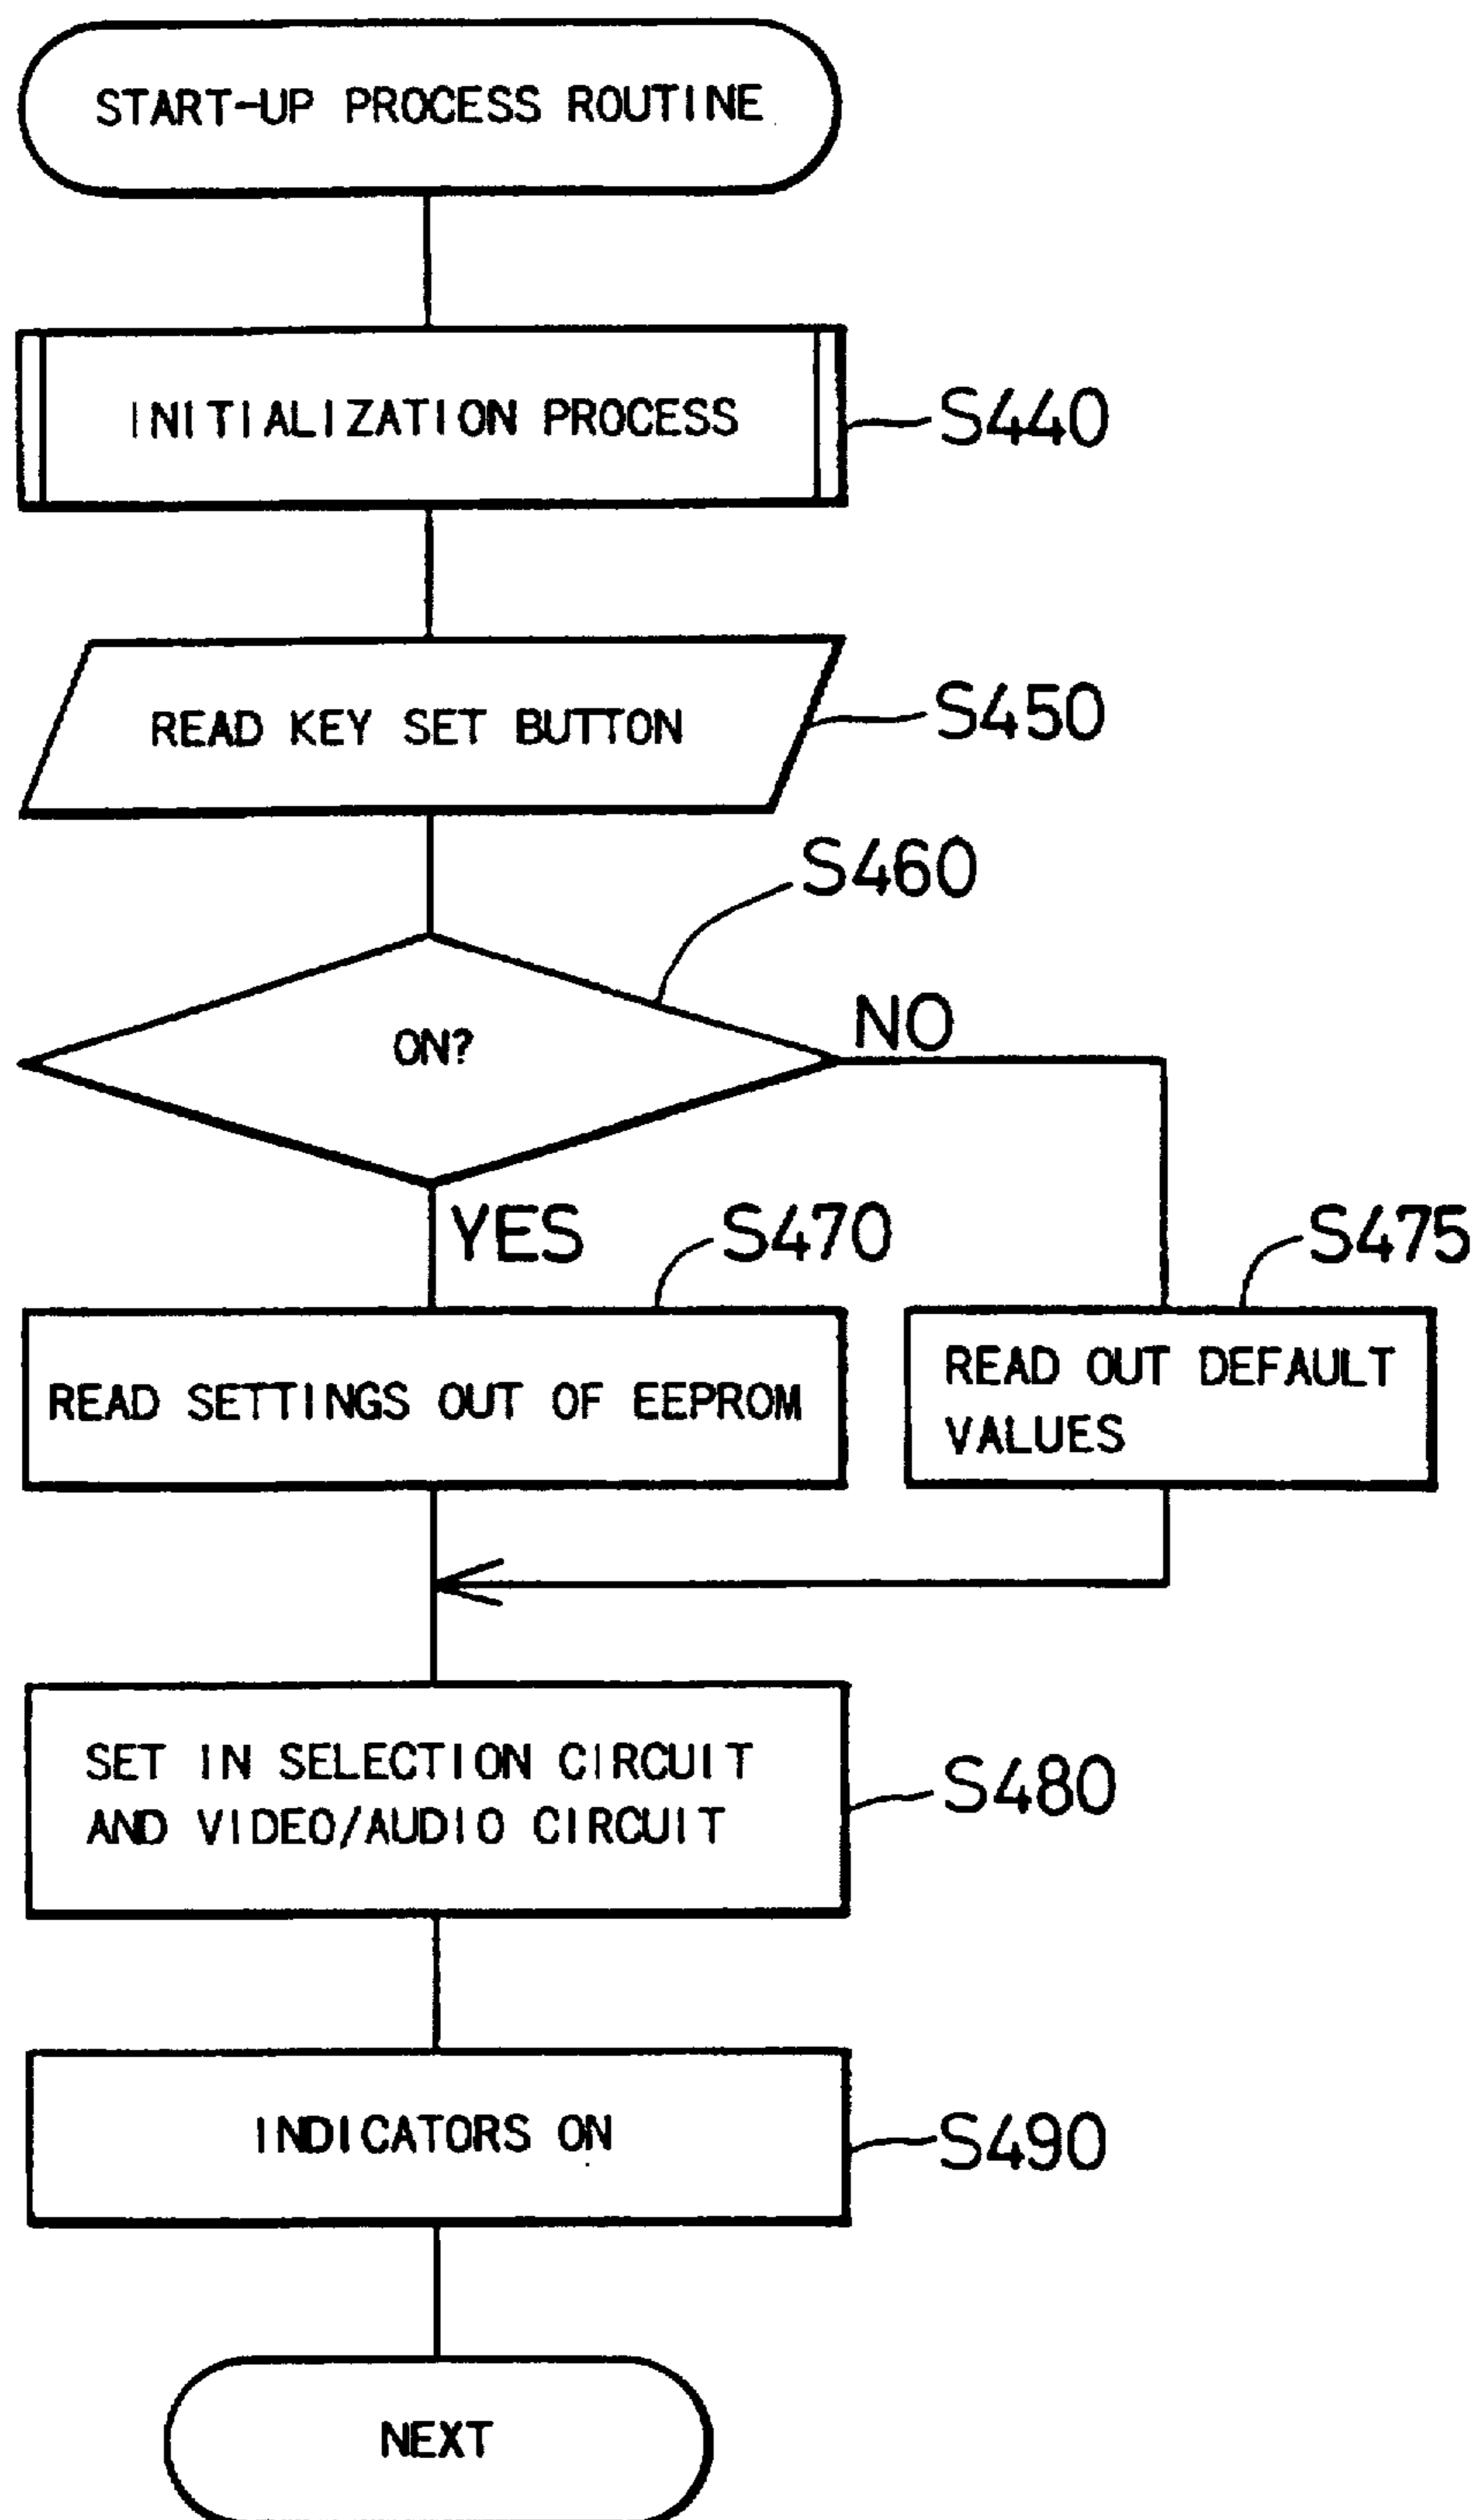 START-UP PROCESS ROUTINE
INITIALIZATION PROCESS
S440
READ KEY SET BUTTON
S450
S460
ON?
NO
YES
S470
S475
READ SETTINGS OUT OF EEPROM
READ OUT DEFAULT
VALUES
SET IN SELECTION CIRCUIT
AND VIDEO/AUDIO CIRCUIT
S480
INDICATORS ON
S490
NEXT